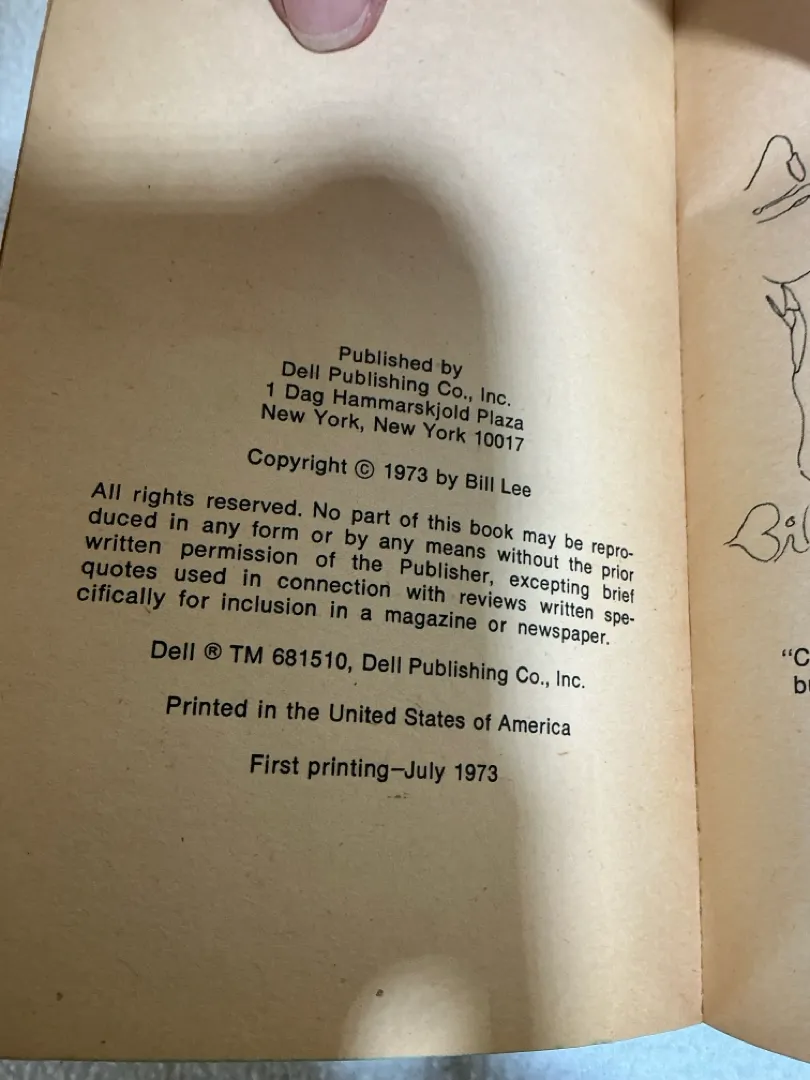 Published by
Dell Publishing Co., Inc.
1 Dag Hammarskjold Plaza
New York, New York 10017
Copyright © 1973 by Bill Lee
All rights reserved. No part of this book may be repro-
duced in any form or by any means without the prior
written permission of the Publisher, excepting brief
quotes used in connection with reviews written spe-
cifically for inclusion in a magazine or newspaper.
Dell ® TM 681510, Dell Publishing Co., Inc.
Printed in the United States of America
First printing—July 1973